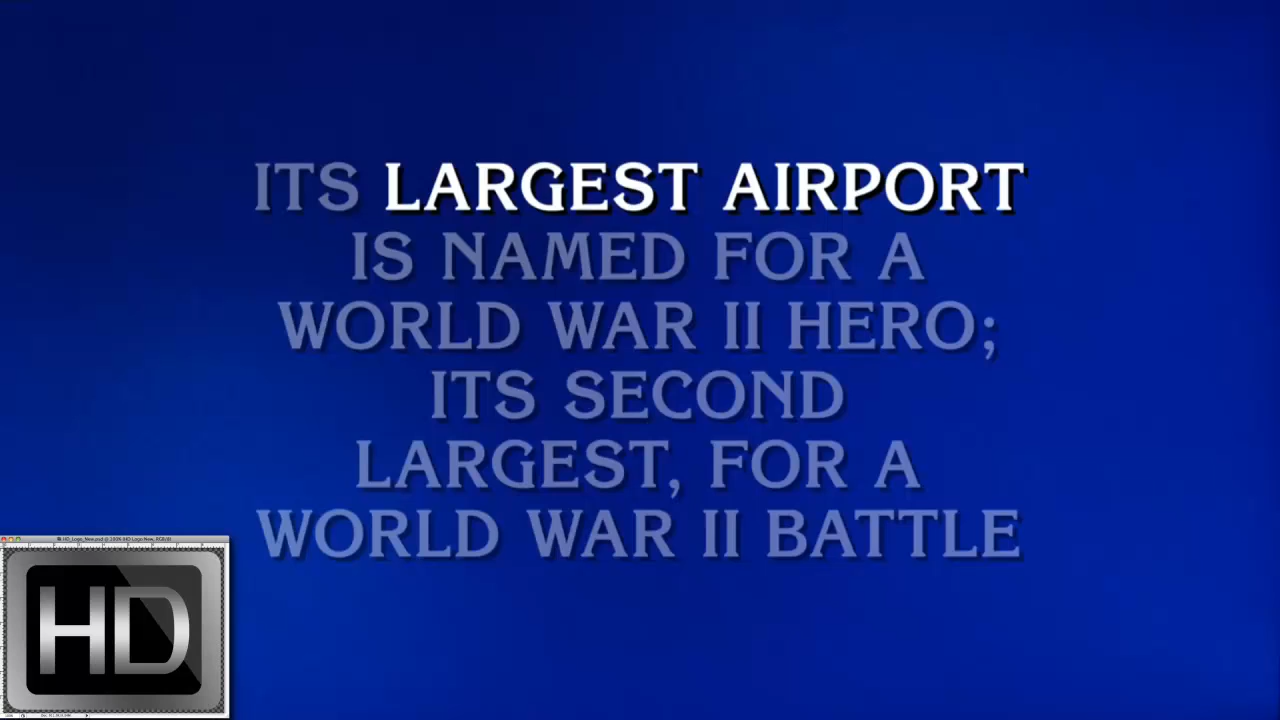 ITS LARGEST AIRPORT
IS NAMED FOR A
WORLD WAR II HERO;
ITS SECOND
LARGEST, FOR A
WORLD WAR II BATTLE
HD